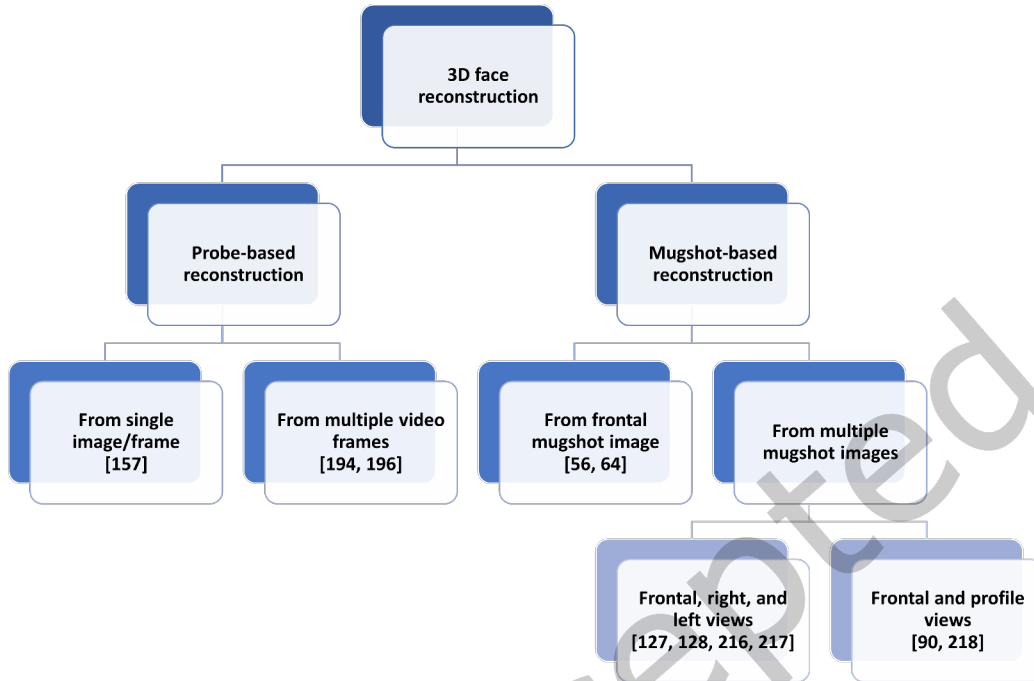 3D face
reconstruction
Probe-based
reconstruction
Mugshot-based
reconstruction
From single
image/frame
[157]
From multiple video
frames
[194, 196]
From frontal
mugshot image
[56, 64]
From multiple
mugshot images
Frontal, right, and
left views
[127, 128, 216, 217]
Frontal and profile
views
[90, 218]
epted